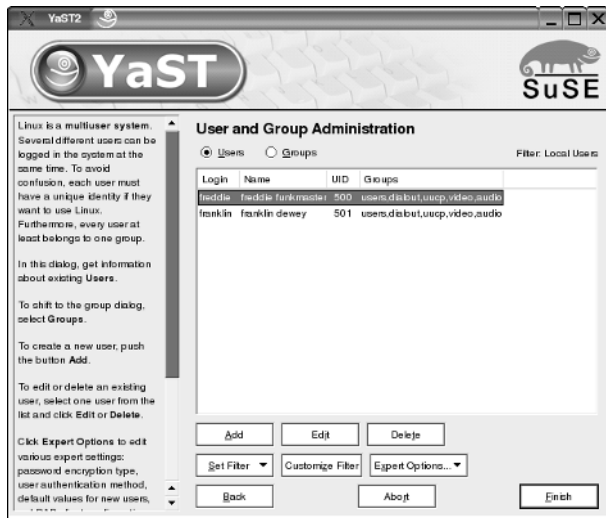 YaST2
YaST
SuSE
Linux is a multiuser system.
Several different users can be
logged in the system at the
same time. To avoid
confusion, each user must
have a unique identity if they
want to use Linux.
Furthermore, every user at
least belongs to one group.
In this dialog, get information
about existing Users.
To shift to the group dialog,
select Groups.
To create a new user, push
the button Add.
To edit or delete an existing
user, select one user from the
list and click Edit or Delete.
Click Expert Options to edit
various expert settings:
password encryption type,
user authentication method,
default values for new users,
User and Group Administration
Users Groups Filter: Local Users
Login Name UID Groups
freddie freddie funkmaster 500 users,dialout,uucp,video,audio
franklin franklin dewey 501 users,dialout,uucp,video,audio
Add Edit Delete
Set Filter Customize Filter Expert Options...
Back Abort Finish